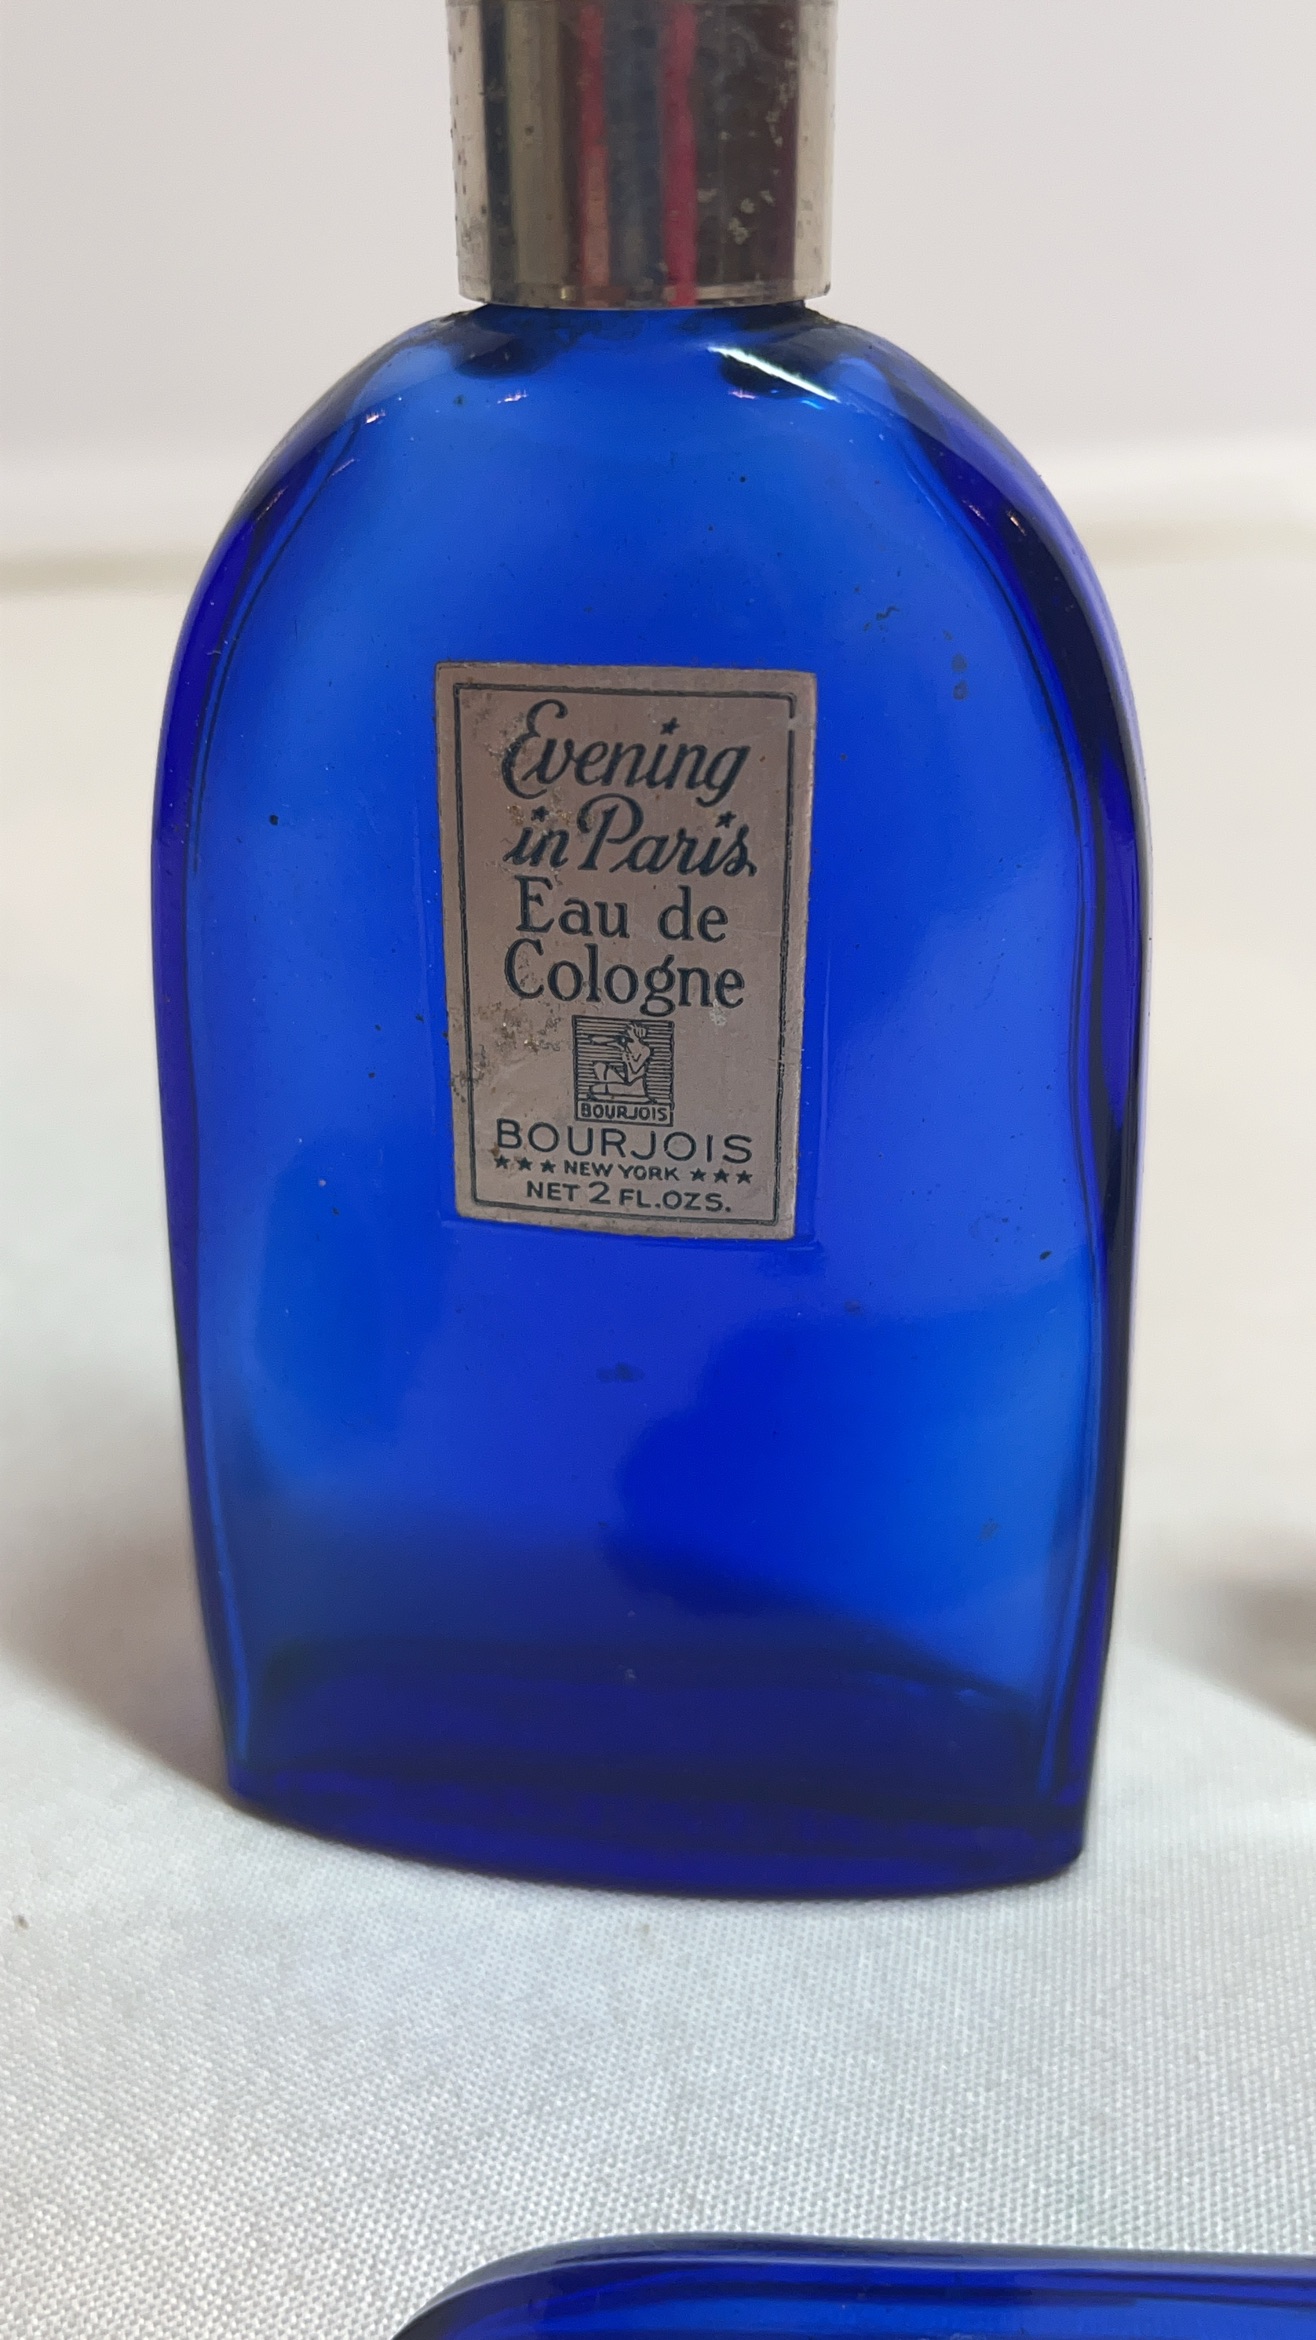 Evening
in Paris
Eau de
Cologne
BOURJOIS
BOURJOIS
★★★ NEW YORK ★★★
NET 2 FL.OZS.